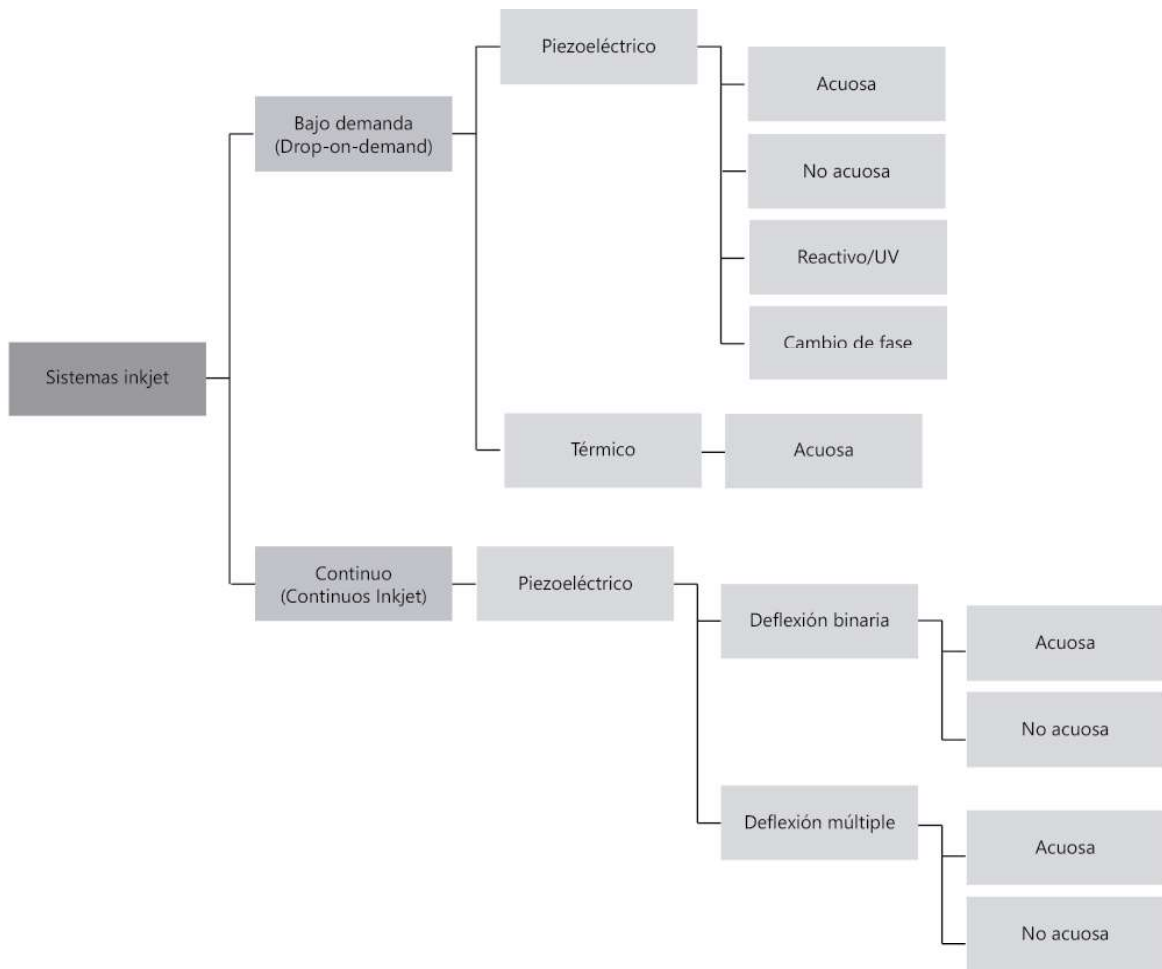 Piezoeléctrico
Acuosa
Bajo demanda
(Drop-on-demand)
No acuosa
Reactivo/UV
Cambio de fase
Sistemas inkjet
Térmico
Acuosa
Continuo
(Continuos Inkjet)
Piezoeléctrico
Deflexión binaria
Acuosa
No acuosa
Deflexión múltiple
Acuosa
No acuosa